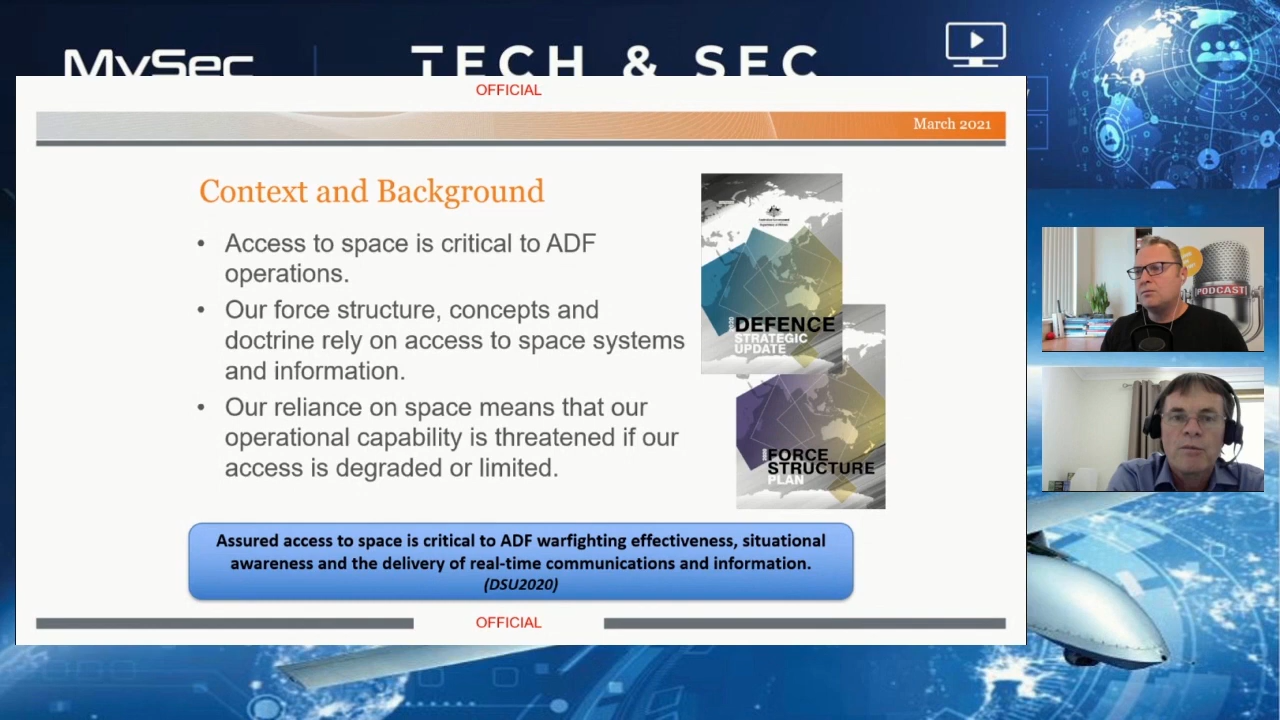 MySec
TECH & SEC
OFFICIAL
March 2021
Context and Background
• Access to space is critical to ADF
operations.
• Our force structure, concepts and
doctrine rely on access to space systems
and information.
• Our reliance on space means that our
operational capability is threatened if our
access is degraded or limited.
2020
DEFENCE
STRATEGIC
UPDATE
2020
FORCE
STRUCTURE
PLAN
Assured access to space is critical to ADF warfighting effectiveness, situational
awareness and the delivery of real-time communications and information.
(DSU2020)
OFFICIAL
PODCAST